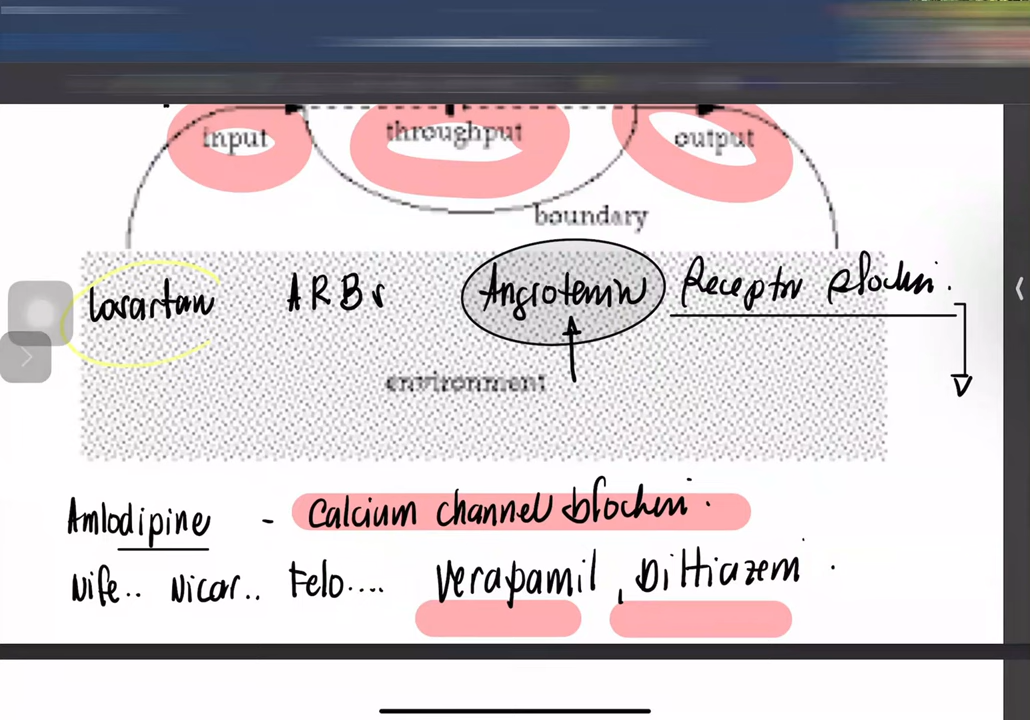 input throughput output
boundary
Losartan ARBs Angiotensin Receptor Blocker.
environment
Amlodipine - Calcium channel blocker.
Nife.. Nicar.. Felo.... Verapamil, Diltiazem.